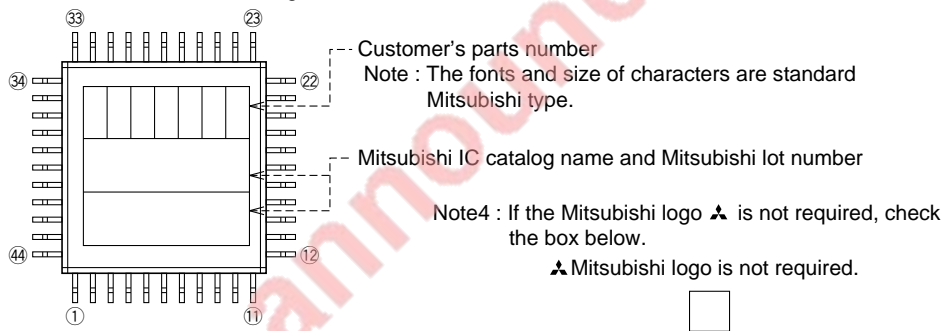 ㉝ ㉓
Customer's parts number
Note : The fonts and size of characters are standard
Mitsubishi type.
㉞ ㉒
Mitsubishi IC catalog name and Mitsubishi lot number
Note4 : If the Mitsubishi logo is not required, check
the box below.
㊹ ⑫
Mitsubishi logo is not required.
① ⑪